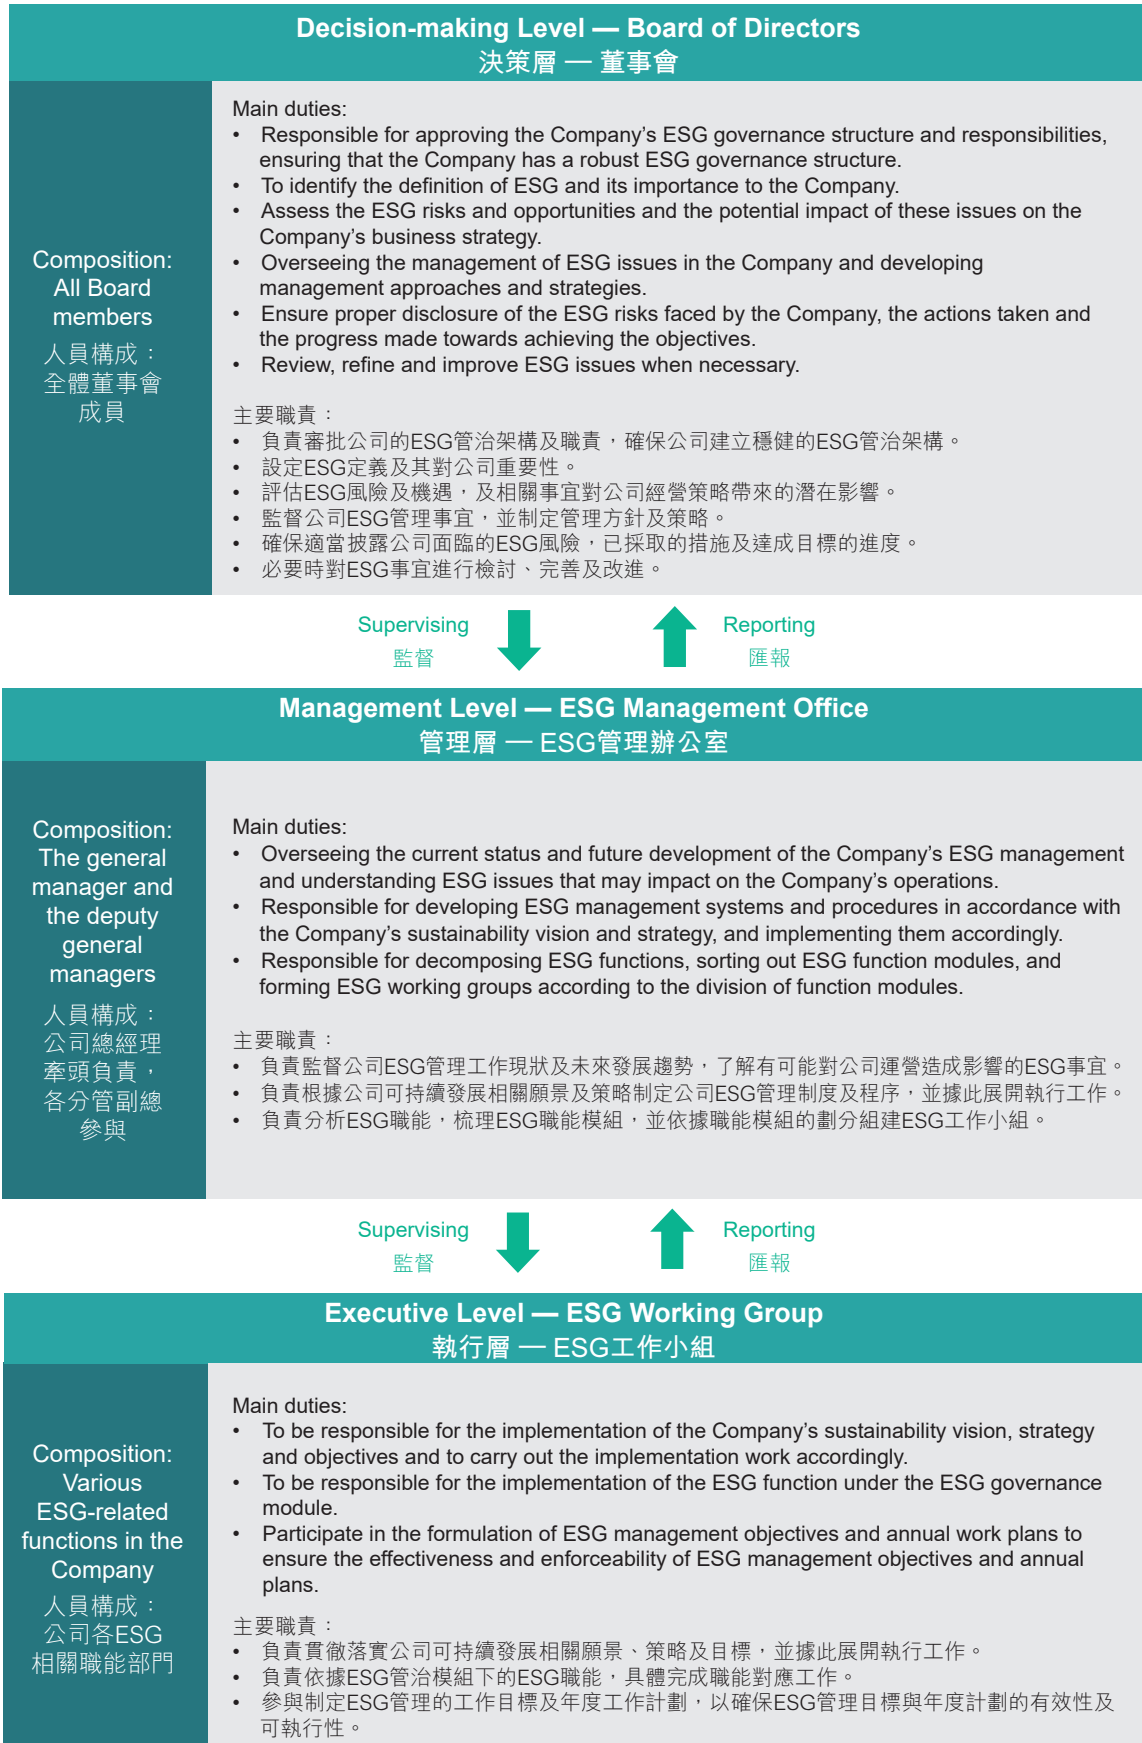 Decision-making Level — Board of Directors
決策層 — 董事會
Composition:
All Board
members
人員構成：
全體董事會
成員
Main duties:
• Responsible for approving the Company’s ESG governance structure and responsibilities,
ensuring that the Company has a robust ESG governance structure.
• To identify the definition of ESG and its importance to the Company.
• Assess the ESG risks and opportunities and the potential impact of these issues on the
Company’s business strategy.
• Overseeing the management of ESG issues in the Company and developing
management approaches and strategies.
• Ensure proper disclosure of the ESG risks faced by the Company, the actions taken and
the progress made towards achieving the objectives.
• Review, refine and improve ESG issues when necessary.
主要職責：
• 負責審批公司的ESG管治架構及職責，確保公司建立穩健的ESG管治架構。
• 設定ESG定義及其對公司重要性。
• 評估ESG風險及機遇，及相關事宜對公司經營策略帶來的潛在影響。
• 監督公司ESG管理事宜，並制定管理方針及策略。
• 確保適當披露公司面臨的ESG風險，已採取的措施及達成目標的進度。
• 必要時對ESG事宜進行檢討、完善及改進。
Supervising
監督
Reporting
匯報
Management Level — ESG Management Office
管理層 — ESG管理辦公室
Composition:
The general
manager and
the deputy
general
managers
人員構成：
公司總經理
牽頭負責，
各分管副總
參與
Main duties:
• Overseeing the current status and future development of the Company’s ESG management
and understanding ESG issues that may impact on the Company’s operations.
• Responsible for developing ESG management systems and procedures in accordance with
the Company’s sustainability vision and strategy, and implementing them accordingly.
• Responsible for decomposing ESG functions, sorting out ESG function modules, and
forming ESG working groups according to the division of function modules.
主要職責：
• 負責監督公司ESG管理工作現狀及未來發展趨勢，了解有可能對公司運營造成影響的ESG事宜。
• 負責根據公司可持續發展相關願景及策略制定公司ESG管理制度及程序，並據此展開執行工作。
• 負責分析ESG職能，梳理ESG職能模組，並依據職能模組的劃分組建ESG工作小組。
Supervising
監督
Reporting
匯報
Executive Level — ESG Working Group
執行層 — ESG工作小組
Composition:
Various
ESG-related
functions in the
Company
人員構成：
公司各ESG
相關職能部門
Main duties:
• To be responsible for the implementation of the Company’s sustainability vision, strategy
and objectives and to carry out the implementation work accordingly.
• To be responsible for the implementation of the ESG function under the ESG governance
module.
• Participate in the formulation of ESG management objectives and annual work plans to
ensure the effectiveness and enforceability of ESG management objectives and annual
plans.
主要職責：
• 負責貫徹落實公司可持續發展相關願景、策略及目標，並據此展開執行工作。
• 負責依據ESG管治模組下的ESG職能，具體完成職能對應工作。
• 參與制定ESG管理的工作目標及年度工作計劃，以確保ESG管理目標與年度計劃的有效性及
可執行性。